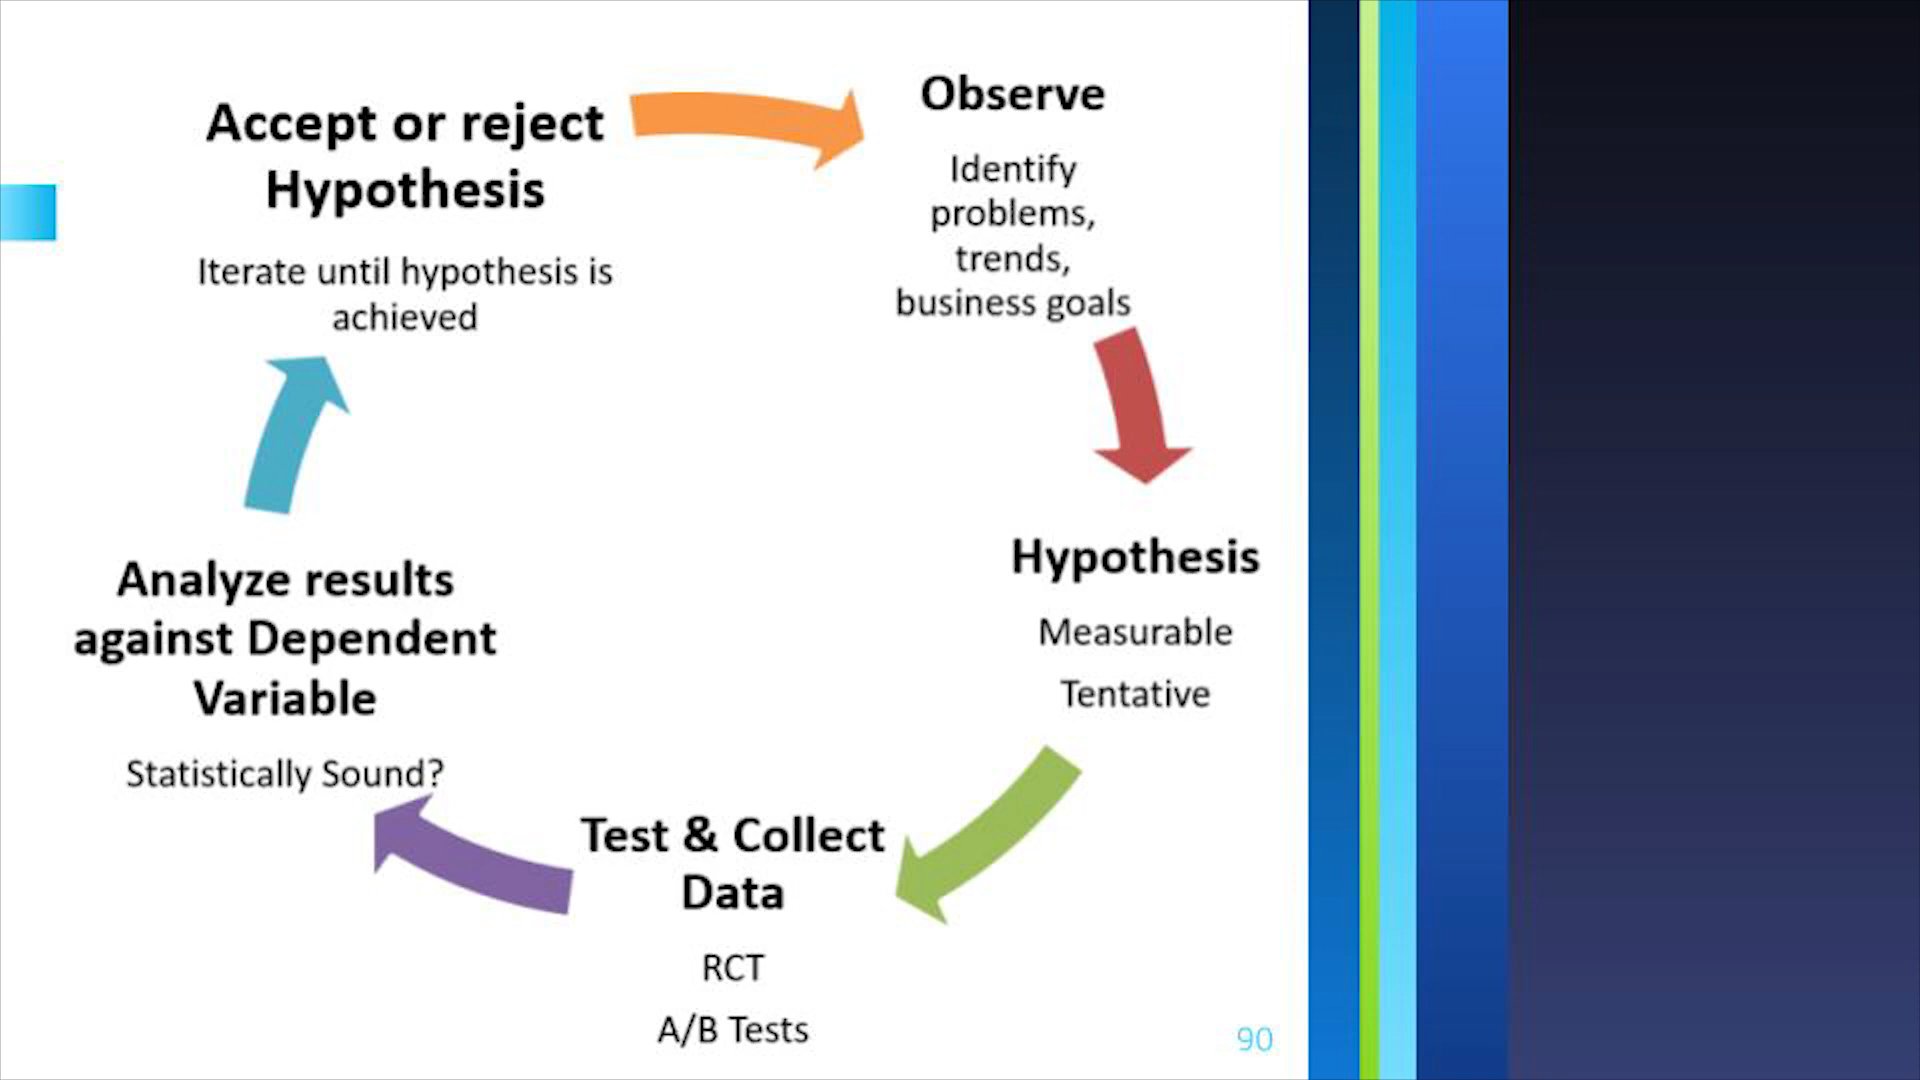 Accept or reject
Hypothesis
Iterate until hypothesis is
achieved
Observe
Identify
problems,
trends,
business goals
Hypothesis
Measurable
Tentative
Test & Collect
Data
RCT
A/B Tests
Analyze results
against Dependent
Variable
Statistically Sound?
90